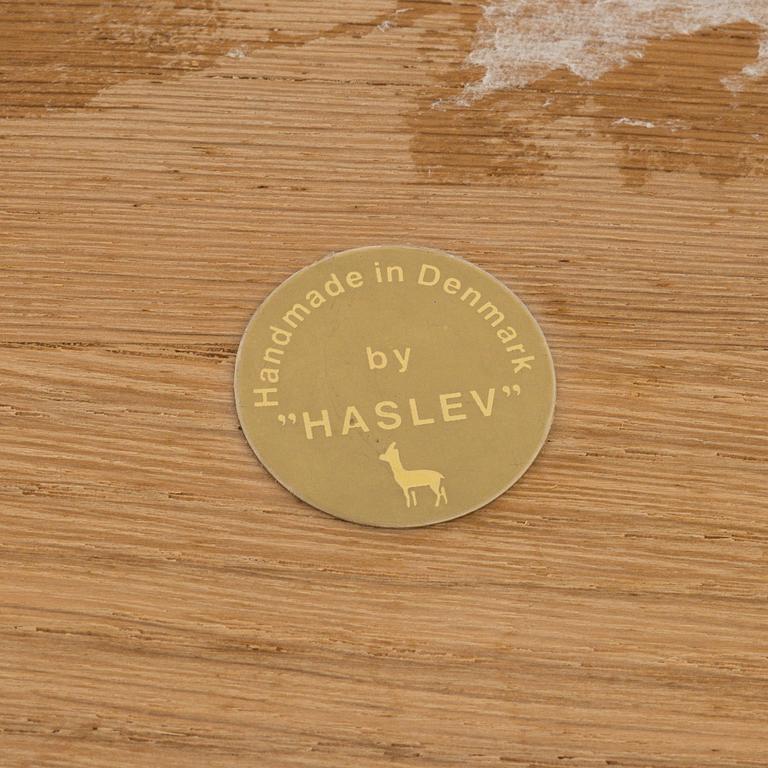 Handmade in Denmark
by
”HASLEV”